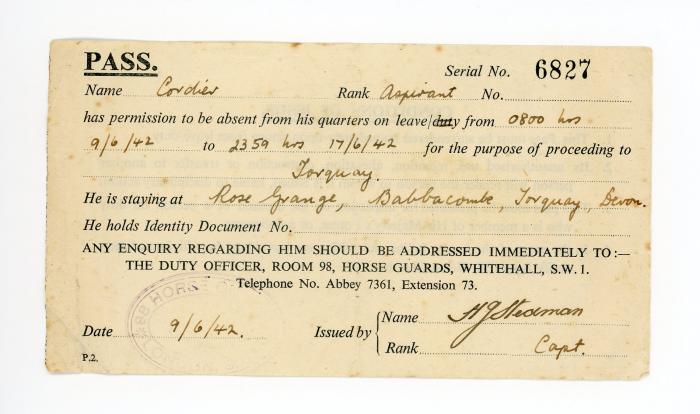 PASS.
Serial No. 6827
Name Cordier Rank Aspirant No.
has permission to be absent from his quarters on leave/duty from 0800 hrs
9/6/42 to 2359 hrs 17/6/42 for the purpose of proceeding to
Torquay.
He is staying at Rose Grange, Babbacombe, Torquay, Devon.
He holds Identity Document No.
ANY ENQUIRY REGARDING HIM SHOULD BE ADDRESSED IMMEDIATELY TO:—
THE DUTY OFFICER, ROOM 98, HORSE GUARDS, WHITEHALL, S.W.1.
Telephone No. Abbey 7361, Extension 73.
Date 9/6/42. Issued by Name HJStedman
Rank Capt.
P.2.